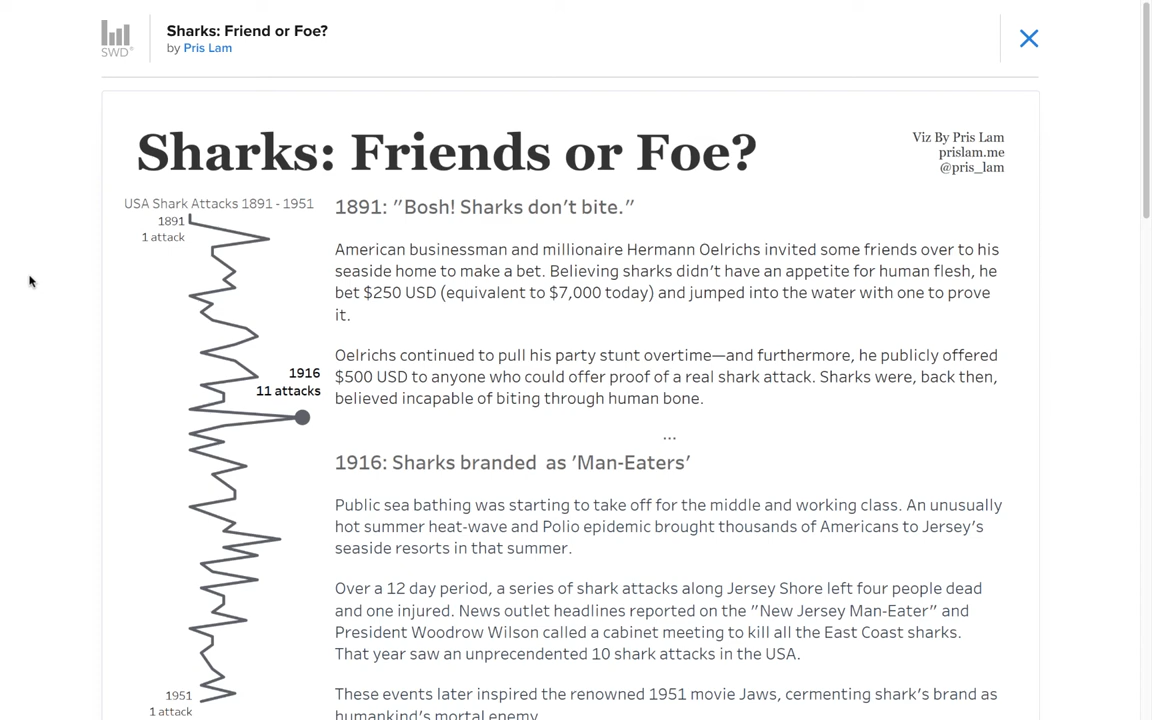 SWD®
Sharks: Friend or Foe?
by Pris Lam
Sharks: Friends or Foe?
Viz By Pris Lam
prislam.me
@pris_lam
USA Shark Attacks 1891 - 1951
1891
1 attack
1916
11 attacks
1951
1 attack
1891: ”Bosh! Sharks don’t bite.”
American businessman and millionaire Hermann Oelrichs invited some friends over to his
seaside home to make a bet. Believing sharks didn’t have an appetite for human flesh, he
bet $250 USD (equivalent to $7,000 today) and jumped into the water with one to prove
it.
Oelrichs continued to pull his party stunt overtime—and furthermore, he publicly offered
$500 USD to anyone who could offer proof of a real shark attack. Sharks were, back then,
believed incapable of biting through human bone.
...
1916: Sharks branded as ’Man-Eaters’
Public sea bathing was starting to take off for the middle and working class. An unusually
hot summer heat-wave and Polio epidemic brought thousands of Americans to Jersey’s
seaside resorts in that summer.
Over a 12 day period, a series of shark attacks along Jersey Shore left four people dead
and one injured. News outlet headlines reported on the ”New Jersey Man-Eater” and
President Woodrow Wilson called a cabinet meeting to kill all the East Coast sharks.
That year saw an unprecendented 10 shark attacks in the USA.
These events later inspired the renowned 1951 movie Jaws, cermenting shark’s brand as
humankind’s mortal enemy.